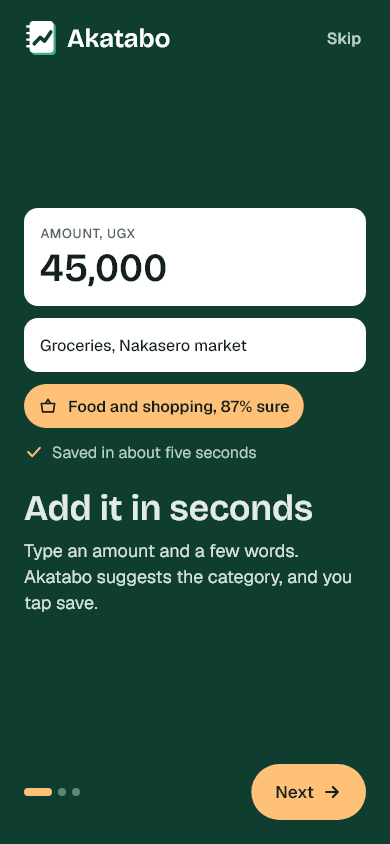 Akatabo
Skip
AMOUNT, UGX
45,000
Groceries, Nakasero market
Food and shopping, 87% sure
Saved in about five seconds
Add it in seconds
Type an amount and a few words.
Akatabo suggests the category, and you
tap save.
Next